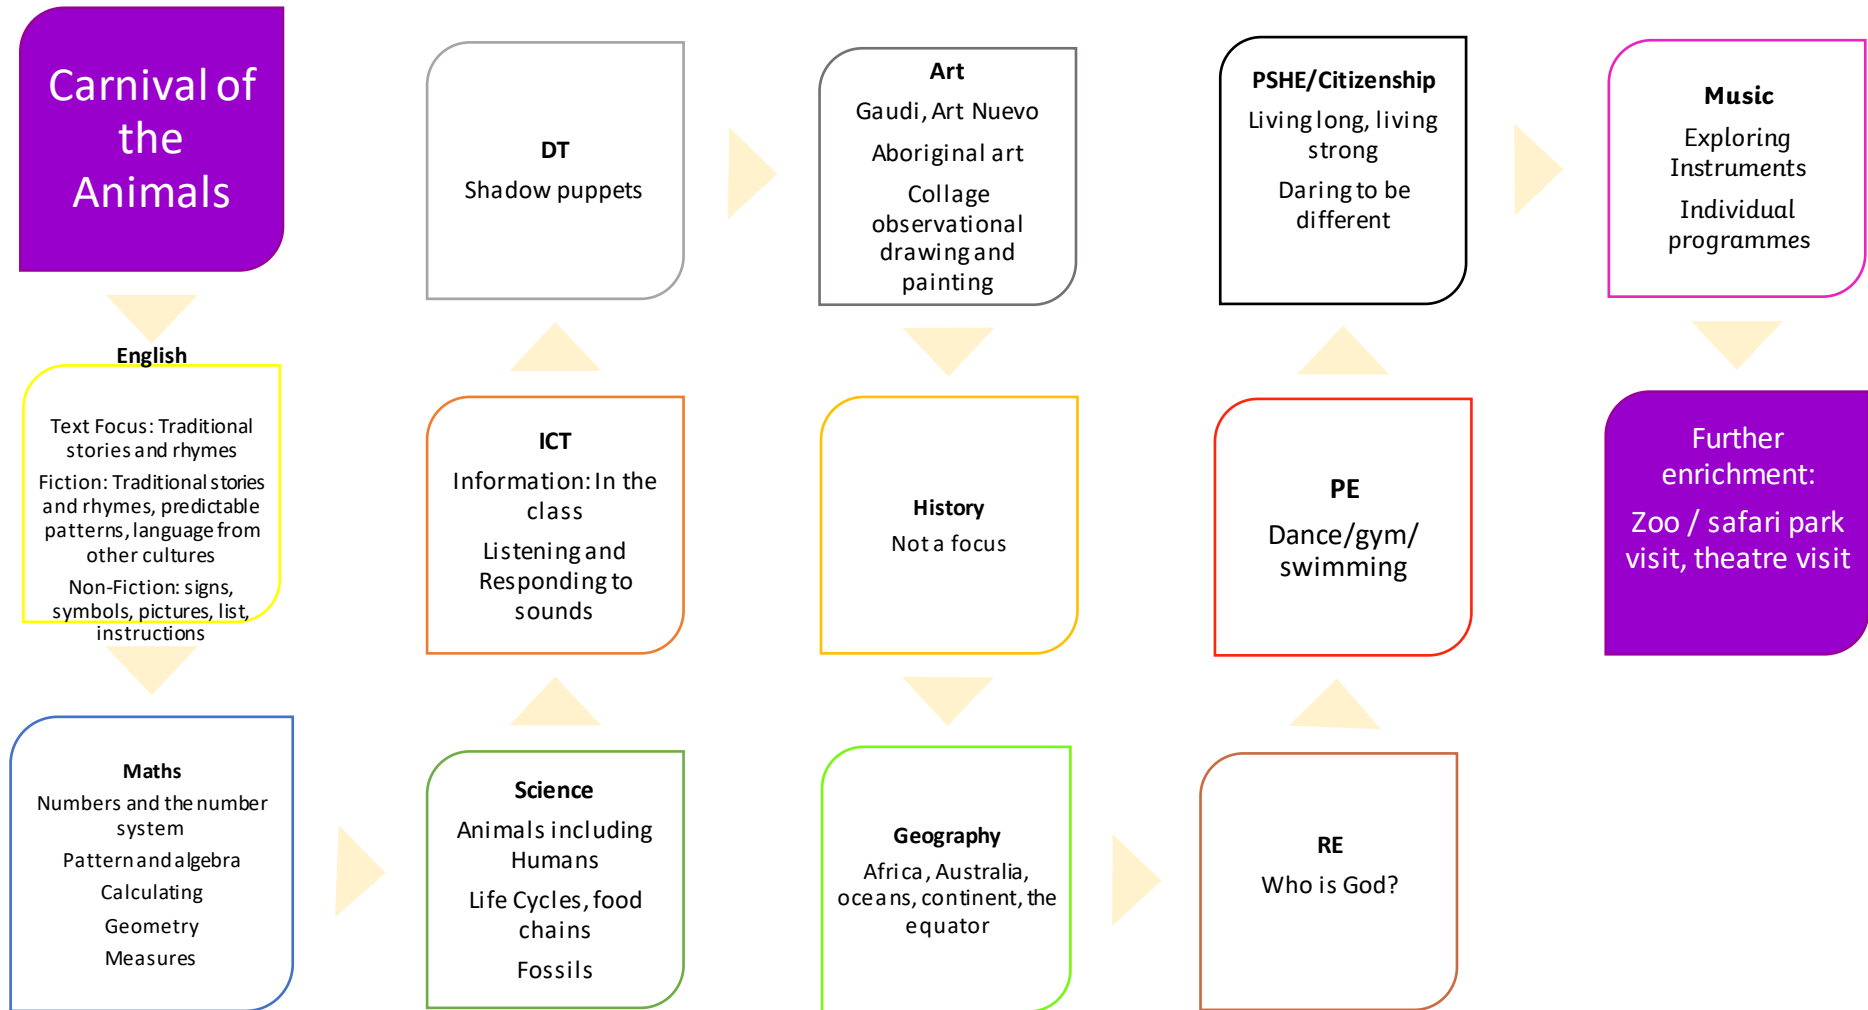 Carnival of
the
Animals
English
Text Focus: Traditional
stories and rhymes
Fiction: Traditional stories
and rhymes, predictable
patterns, language from
other cultures
Non-Fiction: signs,
symbols, pictures, list,
instructions
Maths
Numbers and the number
system
Pattern and algebra
Calculating
Geometry
Measures
Science
Animals including
Humans
Life Cycles, food
chains
Fossils
ICT
Information: In the
class
Listening and
Responding to
sounds
DT
Shadow puppets
Art
Gaudi, Art Nuevo
Aboriginal art
Collage
observational
drawing and
painting
History
Not a focus
Geography
Africa, Australia,
oceans, continent, the
equator
RE
Who is God?
PE
Dance/gym/
swimming
PSHE/Citizenship
Living long, living
strong
Daring to be
different
Music
Exploring
Instruments
Individual
programmes
Further
enrichment:
Zoo / safari park
visit, theatre visit